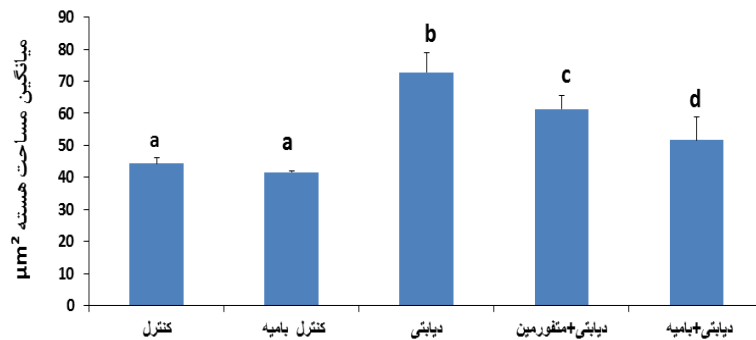 میانگین مساحت هسته µm²
90
80
70
60
50
40
30
20
10
0
a
a
b
c
d
کنترل
کنترل بامیه
دیابتی
دیابتی+متفورمین
دیابتی+بامیه